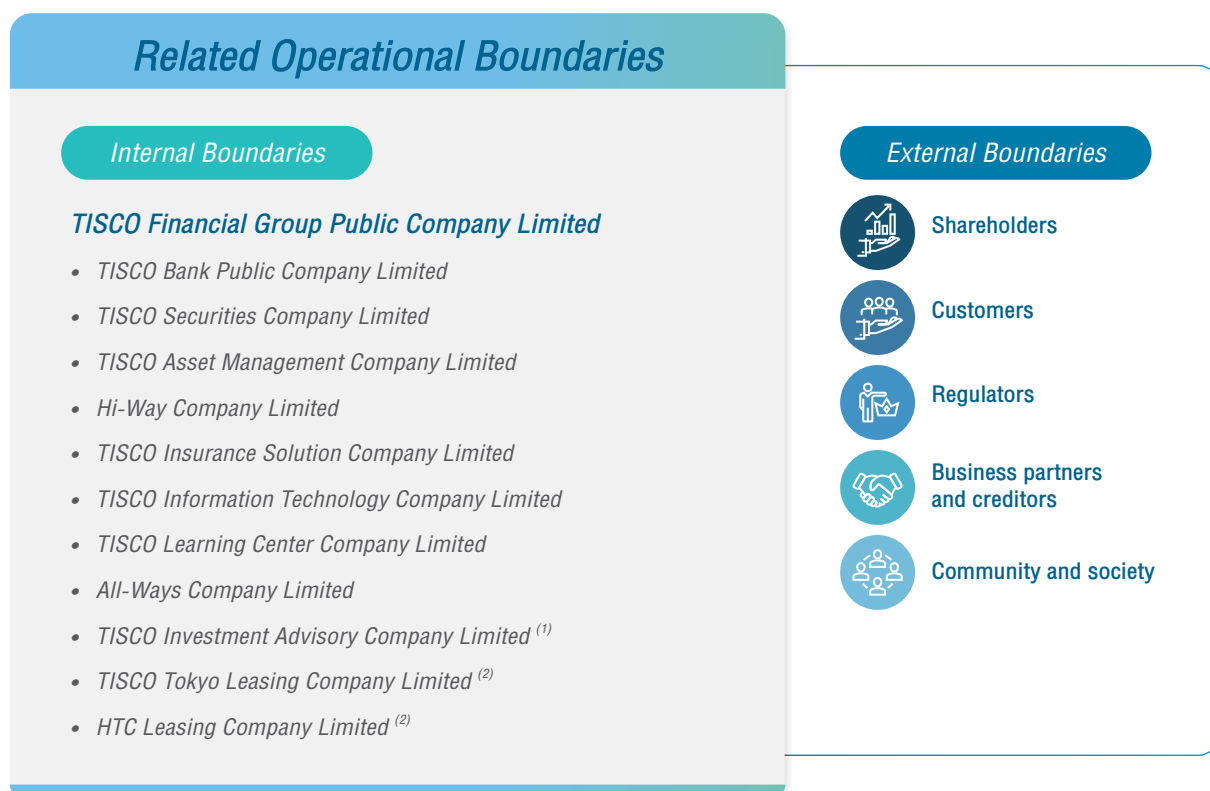 Related Operational Boundaries
Internal Boundaries
TISCO Financial Group Public Company Limited
• TISCO Bank Public Company Limited
• TISCO Securities Company Limited
• TISCO Asset Management Company Limited
• Hi-Way Company Limited
• TISCO Insurance Solution Company Limited
• TISCO Information Technology Company Limited
• TISCO Learning Center Company Limited
• All-Ways Company Limited
• TISCO Investment Advisory Company Limited (1)
• TISCO Tokyo Leasing Company Limited (2)
• HTC Leasing Company Limited (2)
External Boundaries
Shareholders
Customers
Regulators
Business partners
and creditors
Community and society